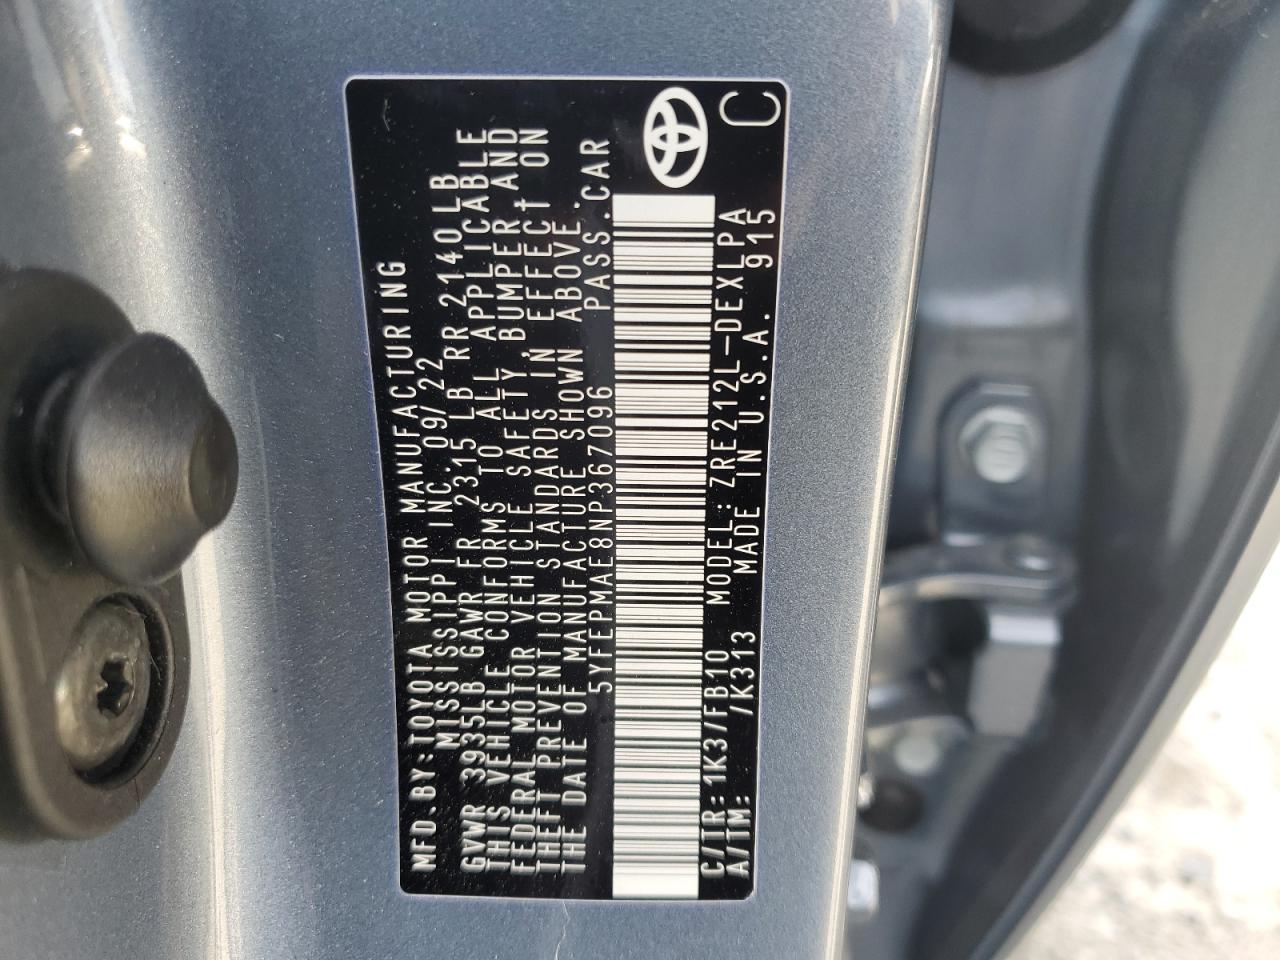 MFD.BY: TOYOTA MOTOR MANUFACTURING
MISSISSIPPI INC. 09/22
GVWR 3935LB GAWR FR 2315 LB RR 2140LB
THIS VEHICLE CONFORMS TO ALL APPLICABLE
FEDERAL MOTOR VEHICLE SAFETY, BUMPER AND
THEFT PREVENTION STANDARDS IN EFFECT ON
THE DATE OF MANUFACTURE SHOWN ABOVE.
5YFEPMAE8NP367096 PASS.CAR
C/TR: 1K3/FB10 MODEL: ZRE212L-DEXLPA
A/TM: /K313 MADE IN U.S.A. 915
C